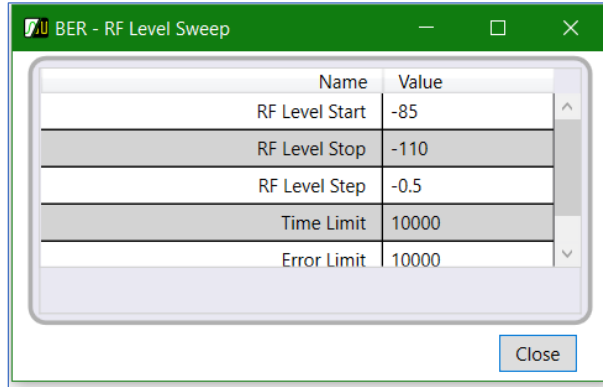 BER - RF Level Sweep
Name Value
RF Level Start -85
RF Level Stop -110
RF Level Step -0.5
Time Limit 10000
Error Limit 10000
Close